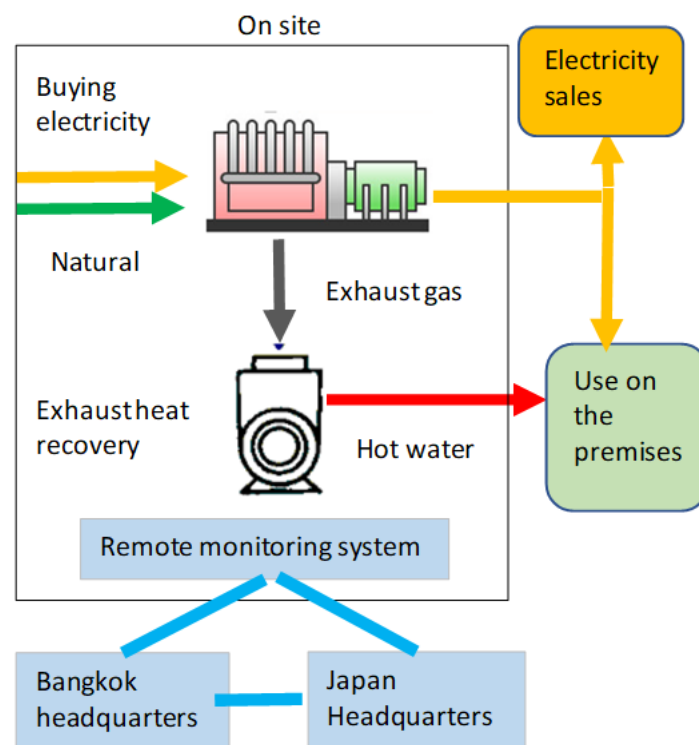 On site
Buying
electricity
Electricity
sales
Natural
Exhaust gas
Exhaust heat
recovery
Hot water
Use on
the
premises
Remote monitoring system
Bangkok
headquarters
Japan
Headquarters